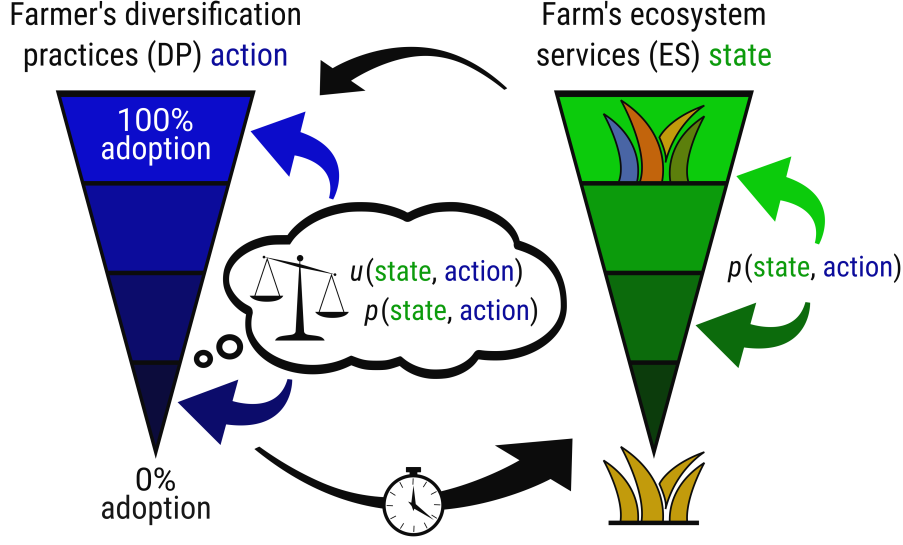 Farmer's diversification
practices (DP) action
Farm's ecosystem
services (ES) state
100%
adoption
u(state, action)
p(state, action)
p(state, action)
0%
adoption